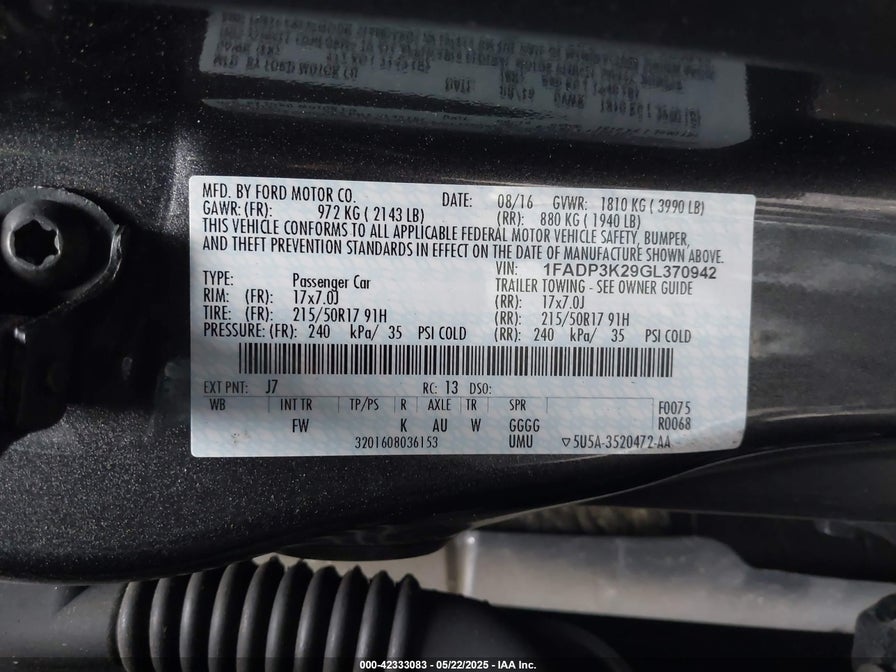 MFD. BY FORD MOTOR CO. DATE: 08/16 GVWR: 1810 KG ( 3990 LB)
GAWR: (FR): 972 KG ( 2143 LB) (RR): 880 KG ( 1940 LB)
THIS VEHICLE CONFORMS TO ALL APPLICABLE FEDERAL MOTOR VEHICLE SAFETY, BUMPER,
AND THEFT PREVENTION STANDARDS IN EFFECT ON THE DATE OF MANUFACTURE SHOWN ABOVE.
VIN: 1FADP3K29GL370942
TYPE: Passenger Car TRAILER TOWING - SEE OWNER GUIDE
RIM: (FR): 17x7.0J (RR): 17x7.0J
TIRE: (FR): 215/50R17 91H (RR): 215/50R17 91H
PRESSURE: (FR): 240 kPa/ 35 PSI COLD (RR): 240 kPa/ 35 PSI COLD
EXT PNT: J7 RC: 13 DSO:
WB INT TR TP/PS R AXLE TR SPR F0075
FW K AU W GGGG R0068
3201608036153 UMU ▽5U5A-3520472-AA
000-42333083 - 05/22/2025 - IAA Inc.